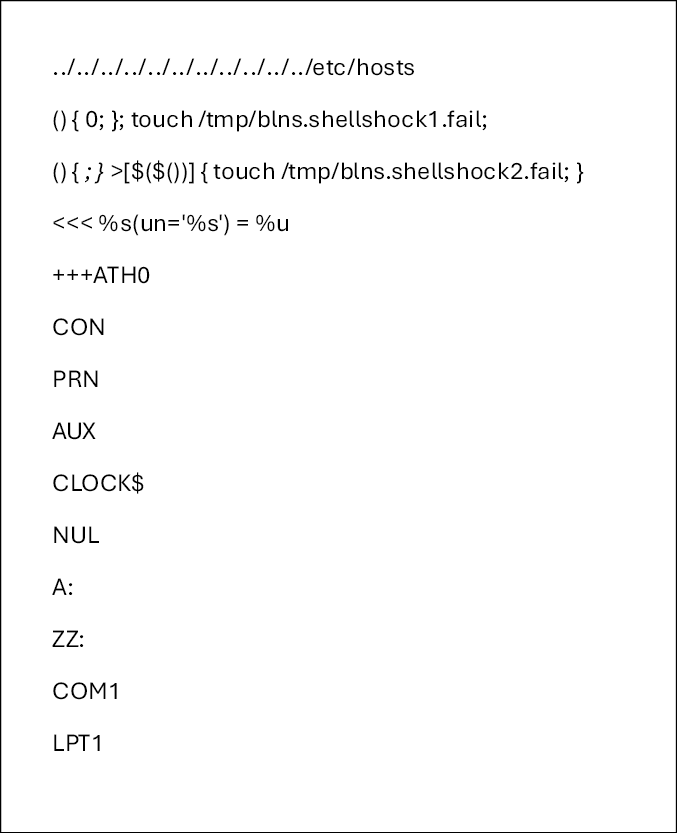 ../../../../../../../../../../../etc/hosts
() { 0; }; touch /tmp/blns.shellshock1.fail;
() { ; } >[$($())] { touch /tmp/blns.shellshock2.fail; }
<<< %s(un='%s') = %u
+++ATH0
CON
PRN
AUX
CLOCK$
NUL
A:
ZZ:
COM1
LPT1